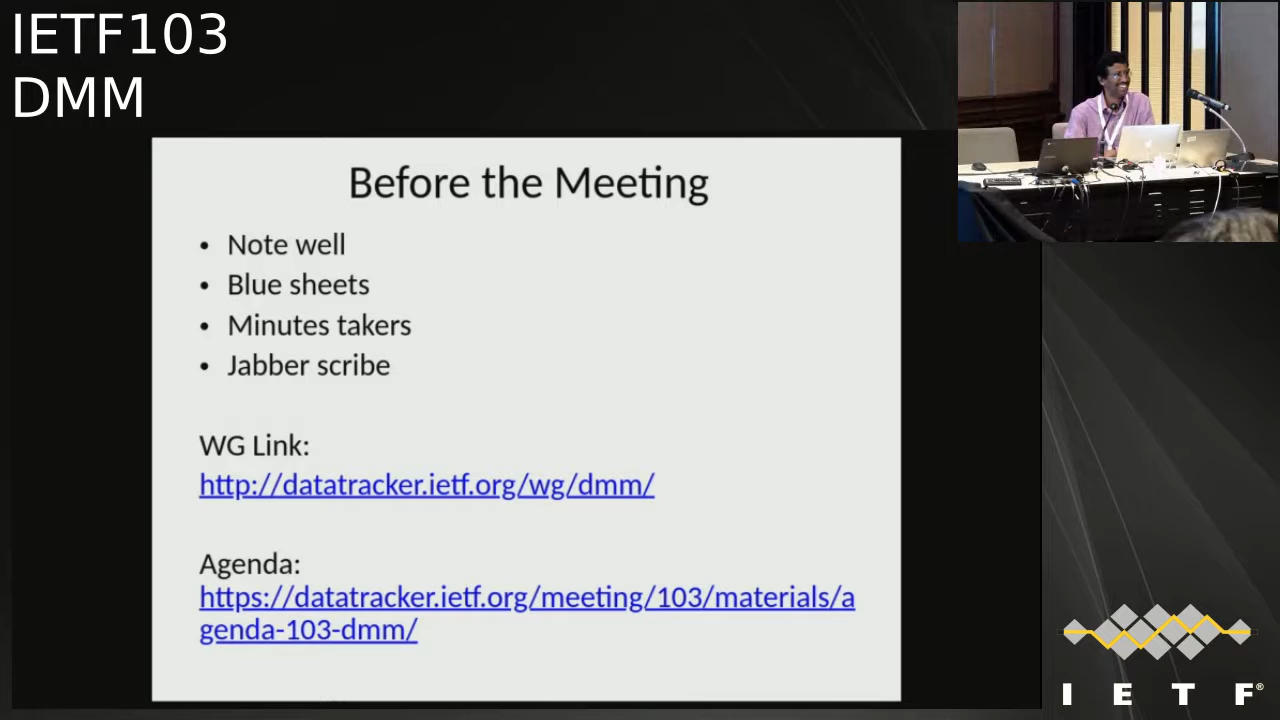 IETF103
DMM
Before the Meeting
• Note well
• Blue sheets
• Minutes takers
• Jabber scribe
WG Link:
http://datatracker.ietf.org/wg/dmm/
Agenda:
https://datatracker.ietf.org/meeting/103/materials/a
genda-103-dmm/
I E T F®